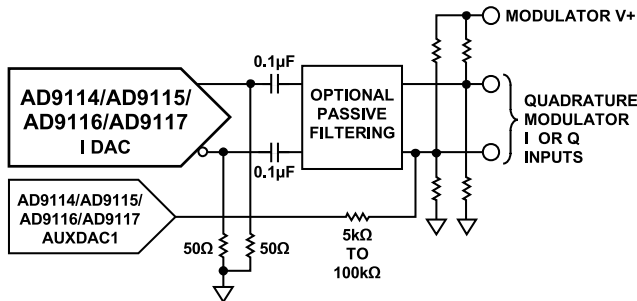 MODULATOR V+
0.1µF
AD9114/AD9115/
AD9116/AD9117
I DAC
OPTIONAL
PASSIVE
FILTERING
QUADRATURE
MODULATOR
I OR Q
INPUTS
0.1µF
AD9114/AD9115/
AD9116/AD9117
AUXDAC1
50Ω
50Ω
5kΩ
TO
100kΩ